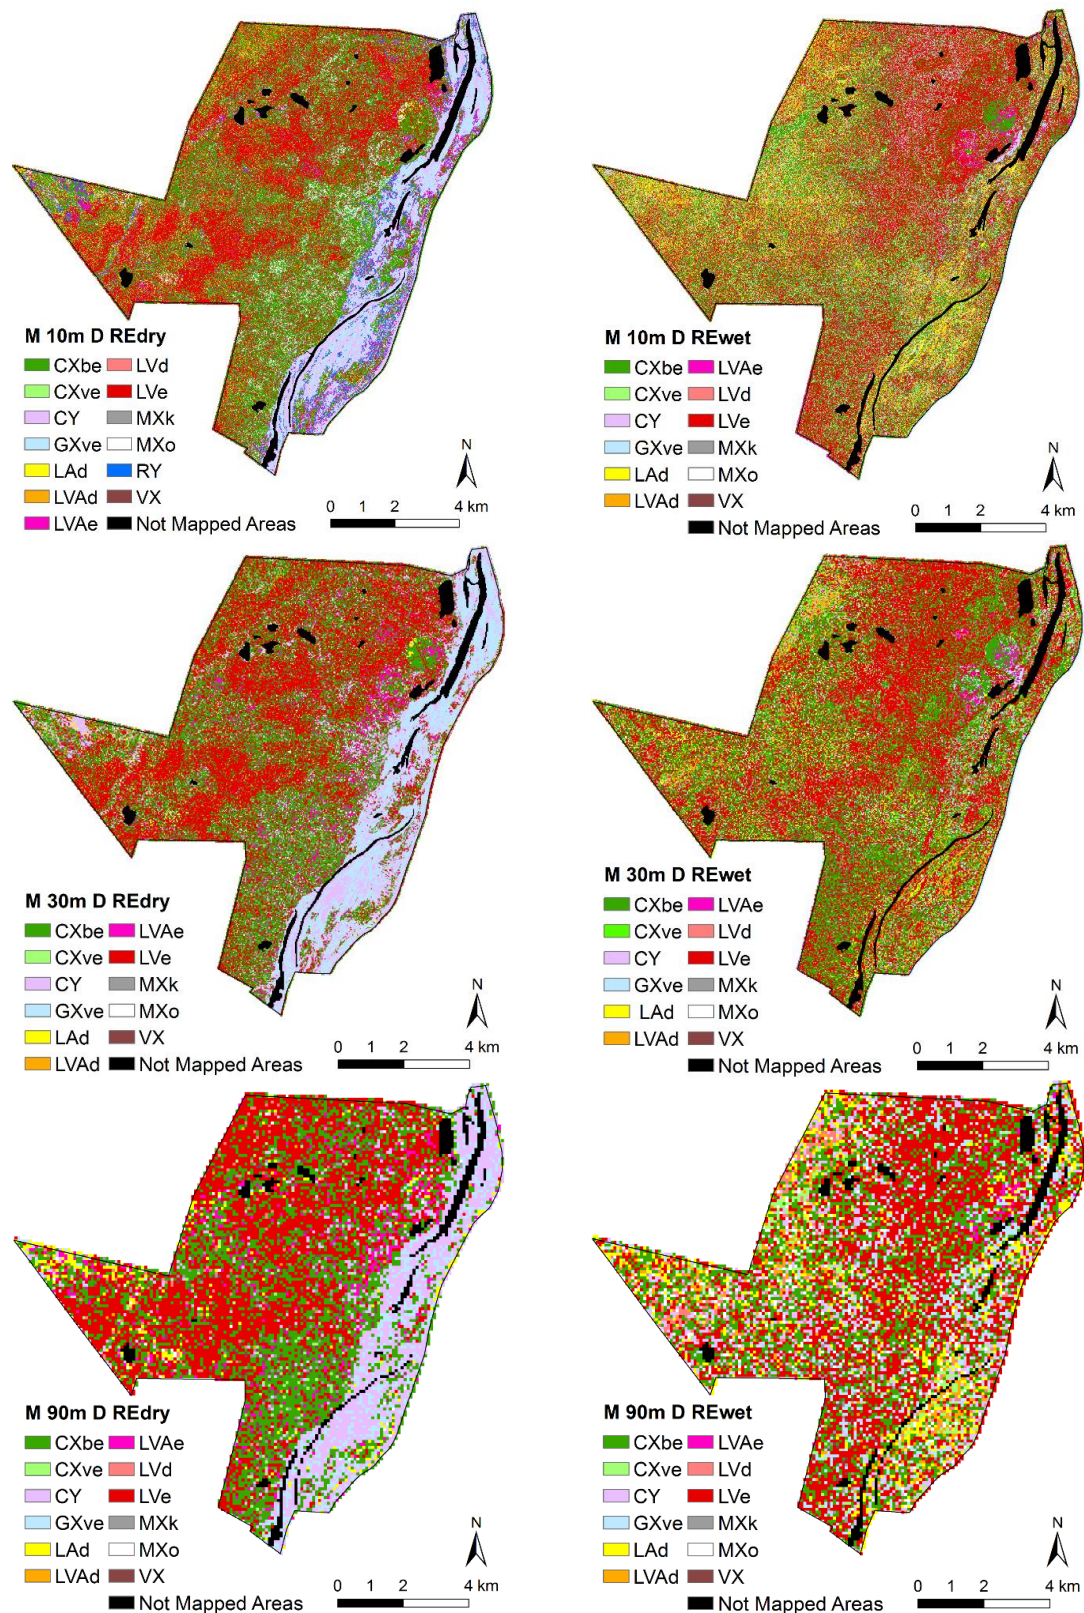 M 10m D REdry
CXbe LVd
CXve LVe
CY MXk
GXve MXo
LAd RY
LVAd VX
LVAe Not Mapped Areas
N
0 1 2 4 km
M 10m D REwet
CXbe LVAe
CXve LVd
CY LVe
GXve MXk
LAd MXo
LVAd VX
Not Mapped Areas
N
0 1 2 4 km
M 30m D REdry
CXbe LVAe
CXve LVe
CY MXk
GXve MXo
LAd VX
LVAd Not Mapped Areas
N
0 1 2 4 km
M 30m D REwet
CXbe LVAe
CXve LVd
CY LVe
GXve MXk
LAd MXo
LVAd VX
Not Mapped Areas
N
0 1 2 4 km
M 90m D REdry
CXbe LVAe
CXve LVd
CY LVe
GXve MXk
LAd MXo
LVAd VX
Not Mapped Areas
N
0 1 2 4 km
M 90m D REwet
CXbe LVAe
CXve LVd
CY LVe
GXve MXk
LAd MXo
LVAd VX
Not Mapped Areas
N
0 1 2 4 km